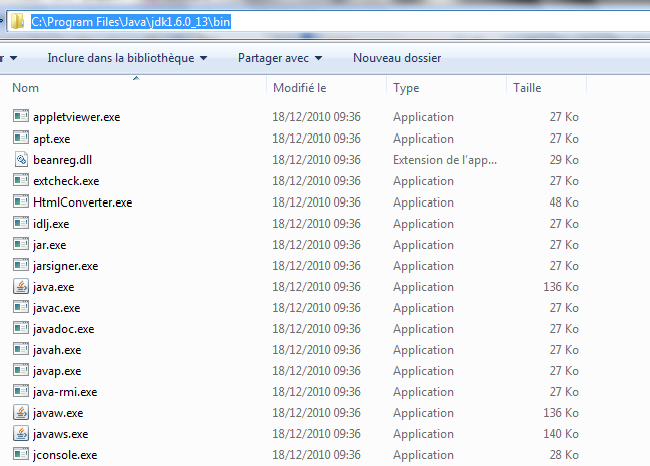 C:\Program Files\Java\jdk1.6.0_13\bin
r Inclure dans la bibliothèque Partager avec Nouveau dossier
Nom Modifié le Type Taille
appletviewer.exe 18/12/2010 09:36 Application 27 Ko
apt.exe 18/12/2010 09:36 Application 27 Ko
beanreg.dll 18/12/2010 09:36 Extension de l'app... 29 Ko
extcheck.exe 18/12/2010 09:36 Application 27 Ko
HtmlConverter.exe 18/12/2010 09:36 Application 48 Ko
idlj.exe 18/12/2010 09:36 Application 27 Ko
jar.exe 18/12/2010 09:36 Application 27 Ko
jarsigner.exe 18/12/2010 09:36 Application 27 Ko
java.exe 18/12/2010 09:36 Application 136 Ko
javac.exe 18/12/2010 09:36 Application 27 Ko
javadoc.exe 18/12/2010 09:36 Application 27 Ko
javah.exe 18/12/2010 09:36 Application 27 Ko
javap.exe 18/12/2010 09:36 Application 27 Ko
java-rmi.exe 18/12/2010 09:36 Application 27 Ko
javaw.exe 18/12/2010 09:36 Application 136 Ko
javaws.exe 18/12/2010 09:36 Application 140 Ko
jconsole.exe 18/12/2010 09:36 Application 28 Ko